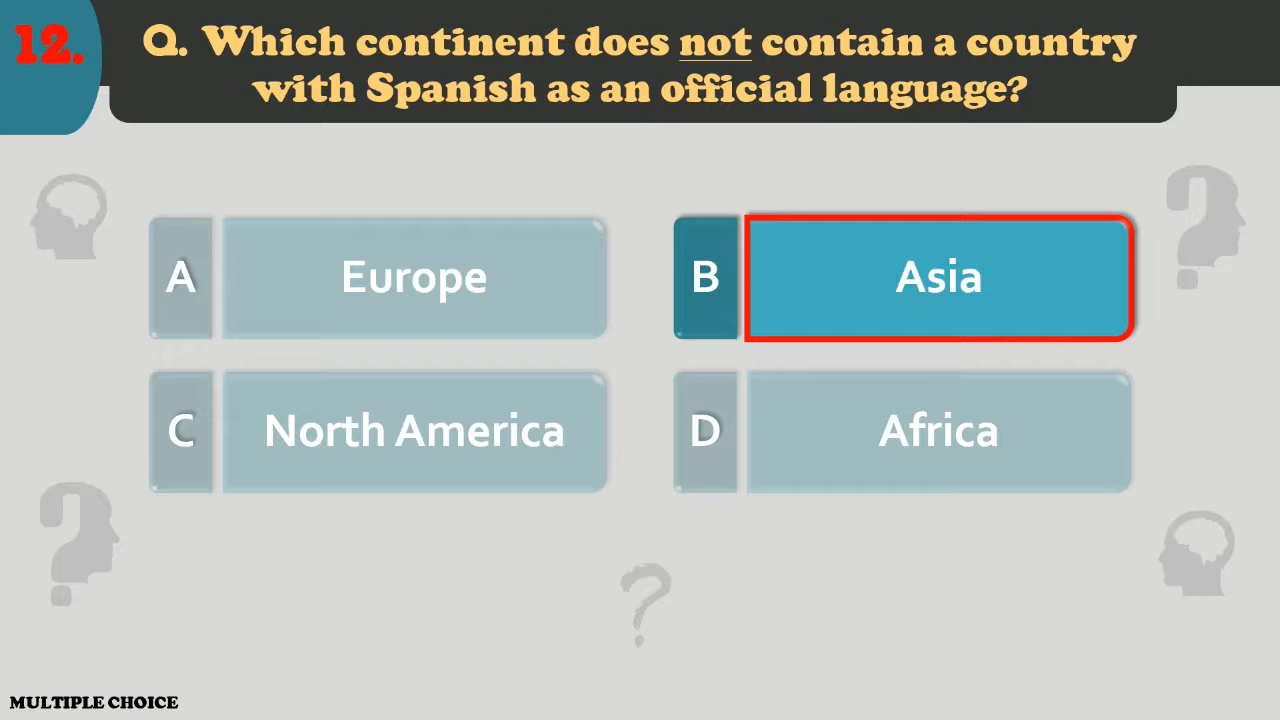 12.
Q. Which continent does not contain a country
with Spanish as an official language?
A Europe
B Asia
C North America
D Africa
MULTIPLE CHOICE